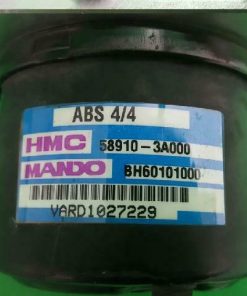 ABS 4/4
HMC 58910-3A000
MANDO BH60101000
VARD1027229